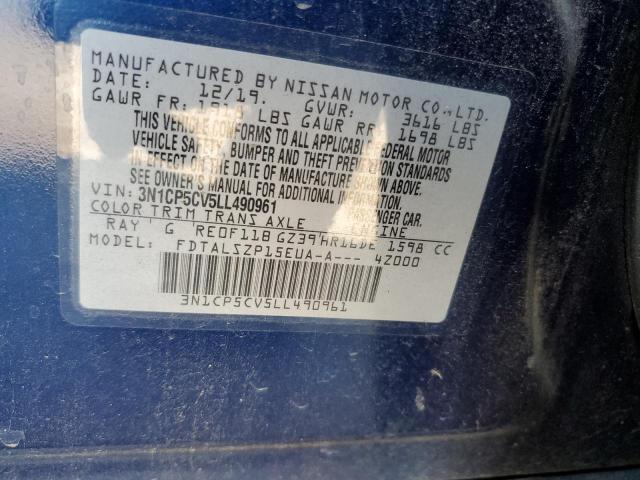 MANUFACTURED BY NISSAN MOTOR CO., LTD.
DATE: 12/19. GVWR: 3616 LBS
GAWR FR: LBS GAWR RR: 1698 LBS
THIS VEHICLE CONFORMS TO ALL APPLICABLE FEDERAL MOTOR
VEHICLE SAFETY, BUMPER AND THEFT PREVENTION STANDARDS
IN EFFECT ON THE DATE OF MANUFACTURE SHOWN ABOVE.
SEE OWNER'S MANUAL FOR ADDITIONAL INFORMATION.
VIN: 3N1CP5CV5LL490961 PASSENGER CAR.
COLOR TRIM TRANS AXLE ENGINE
RAY G RE0F11B GZ39 HR16DE 1598 CC
MODEL: FDTALSZP15EUA-A--- 42000
3N1CP5CV5LL490961